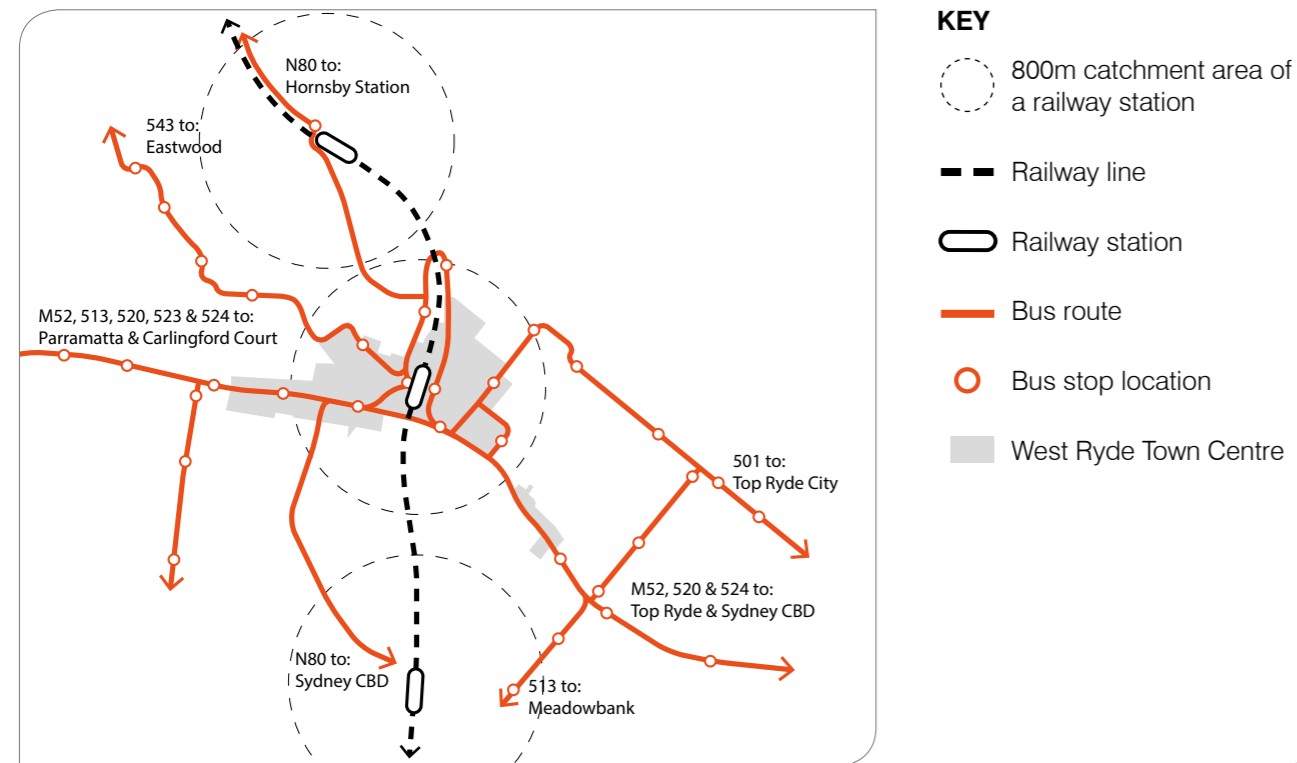 N80 to:
Hornsby Station
543 to:
Eastwood
M52, 513, 520, 523 & 524 to:
Parramatta & Carlingford Court
501 to:
Top Ryde City
M52, 520 & 524 to:
Top Ryde & Sydney CBD
N80 to:
Sydney CBD
513 to:
Meadowbank
KEY
800m catchment area of
a railway station
Railway line
Railway station
Bus route
Bus stop location
West Ryde Town Centre